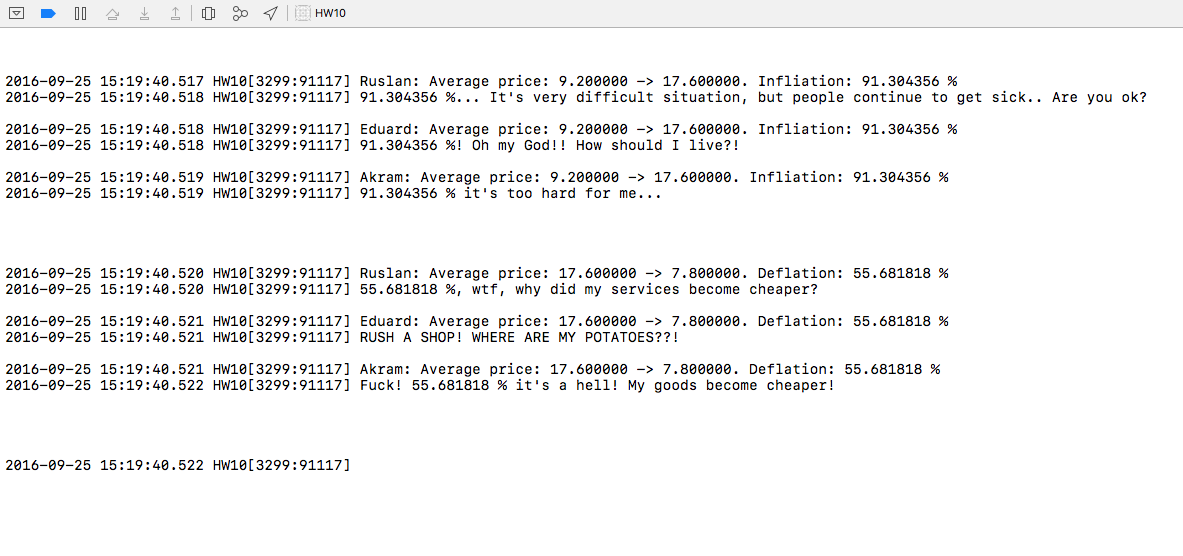 HW10
2016-09-25 15:19:40.517 HW10[3299:91117] Ruslan: Average price: 9.200000 -> 17.600000. Infliation: 91.304356 %
2016-09-25 15:19:40.518 HW10[3299:91117] 91.304356 %... It's very difficult situation, but people continue to get sick.. Are you ok?
2016-09-25 15:19:40.518 HW10[3299:91117] Eduard: Average price: 9.200000 -> 17.600000. Infliation: 91.304356 %
2016-09-25 15:19:40.518 HW10[3299:91117] 91.304356 %! Oh my God!! How should I live?!
2016-09-25 15:19:40.519 HW10[3299:91117] Akram: Average price: 9.200000 -> 17.600000. Infliation: 91.304356 %
2016-09-25 15:19:40.519 HW10[3299:91117] 91.304356 % it's too hard for me...
2016-09-25 15:19:40.520 HW10[3299:91117] Ruslan: Average price: 17.600000 -> 7.800000. Deflation: 55.681818 %
2016-09-25 15:19:40.520 HW10[3299:91117] 55.681818 %, wtf, why did my services become cheaper?
2016-09-25 15:19:40.521 HW10[3299:91117] Eduard: Average price: 17.600000 -> 7.800000. Deflation: 55.681818 %
2016-09-25 15:19:40.521 HW10[3299:91117] RUSH A SHOP! WHERE ARE MY POTATOES??!
2016-09-25 15:19:40.521 HW10[3299:91117] Akram: Average price: 17.600000 -> 7.800000. Deflation: 55.681818 %
2016-09-25 15:19:40.522 HW10[3299:91117] Fuck! 55.681818 % it's a hell! My goods become cheaper!
2016-09-25 15:19:40.522 HW10[3299:91117]